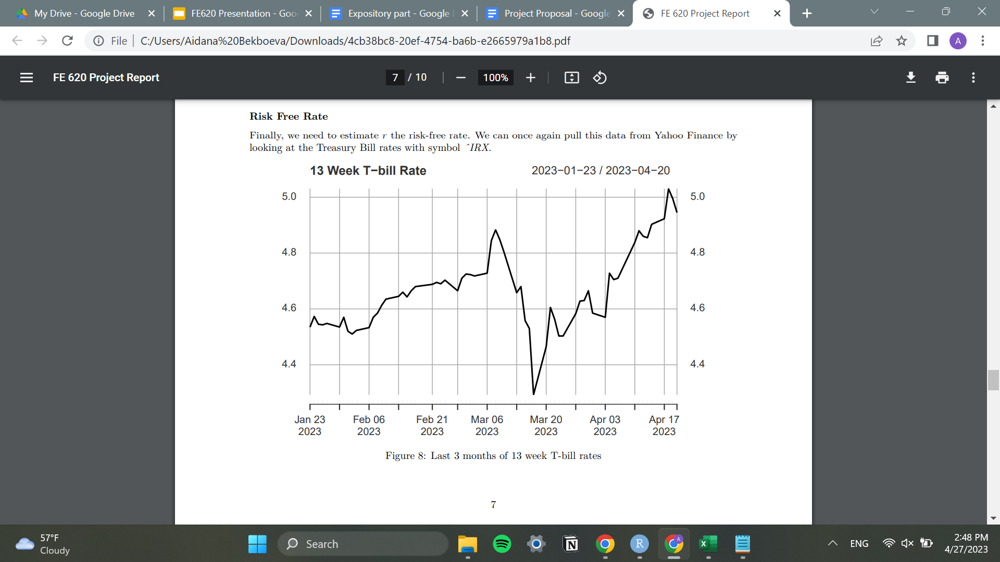 My Drive - Google Drive
FE620 Presentation - Goo
Expository part - Google
Project Proposal - Google
FE 620 Project Report
File
C:/Users/Aidana%20Bekboeva/Downloads/4cb38bc8-20ef-4754-ba6b-e2665979a1b8.pdf
A
FE 620 Project Report
7 / 10
100%
Risk Free Rate
Finally, we need to estimate r the risk-free rate. We can once again pull this data from Yahoo Finance by
looking at the Treasury Bill rates with symbol ^IRX.
13 Week T−bill Rate
2023−01−23 / 2023−04−20
5.0
5.0
4.8
4.8
4.6
4.6
4.4
4.4
Jan 23 Feb 06 Feb 21 Mar 06 Mar 20 Apr 03 Apr 17
2023 2023 2023 2023 2023 2023 2023
Figure 8: Last 3 months of 13 week T-bill rates
7
57°F
Cloudy
Search
N
R
A
X
ENG
2:48 PM
4/27/2023